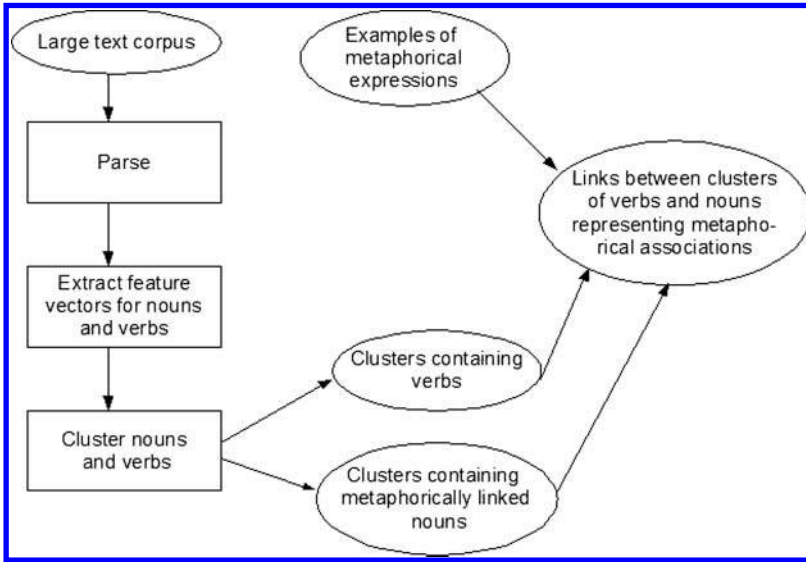 Large text corpus
Parse
Extract feature
vectors for nouns
and verbs
Cluster nouns
and verbs
Examples of
metaphorical
expressions
Links between clusters
of verbs and nouns
representing metapho-
rical associations
Clusters containing
verbs
Clusters containing
metaphorically linked
nouns